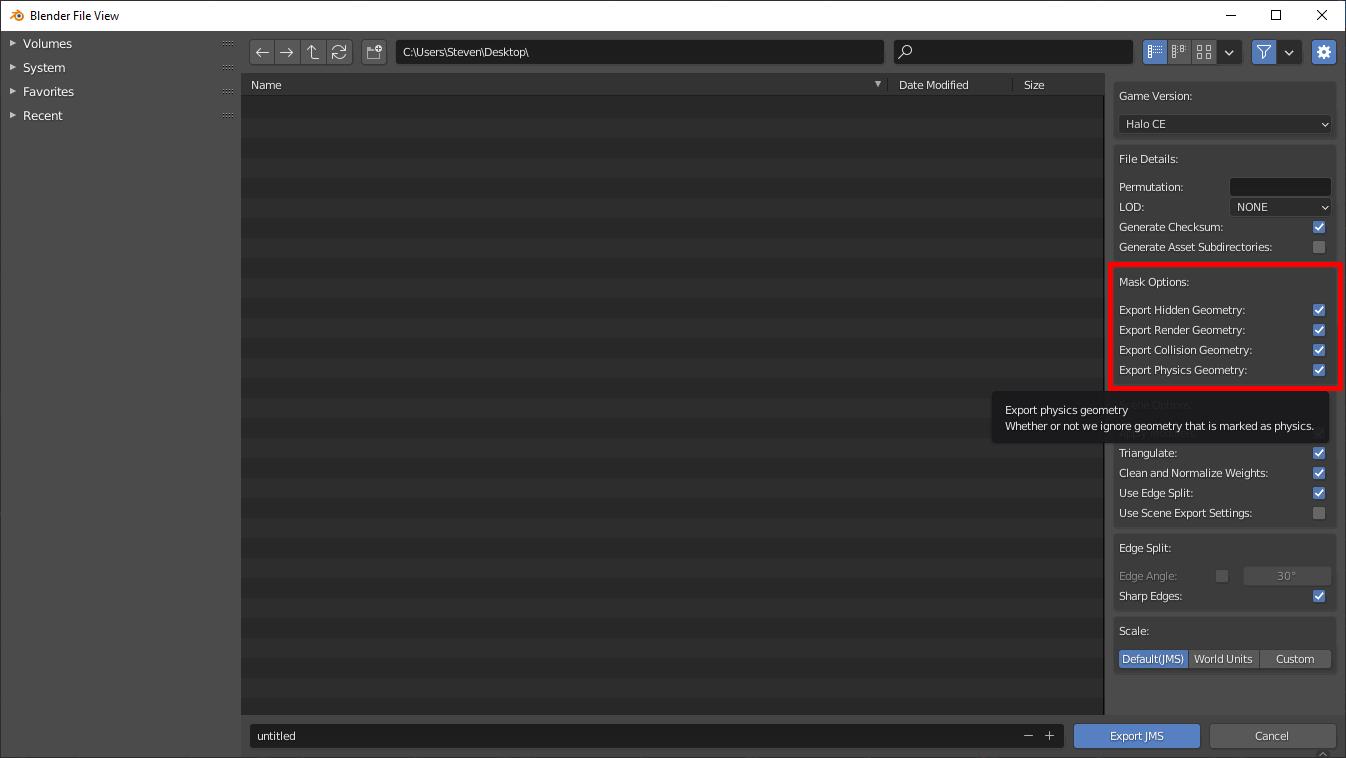 Blender File View
Volumes
System
Favorites
Recent
C:\Users\Steven\Desktop\
Name
Date Modified
Size
Game Version:
Halo CE
File Details:
Permutation:
LOD: NONE
Generate Checksum:
Generate Asset Subdirectories:
Mask Options:
Export Hidden Geometry:
Export Render Geometry:
Export Collision Geometry:
Export Physics Geometry:
Scene Options:
Export physics geometry
Whether or not we ignore geometry that is marked as physics.
Triangulate:
Clean and Normalize Weights:
Use Edge Split:
Use Scene Export Settings:
Edge Split:
Edge Angle: 30°
Sharp Edges:
Scale:
Default(JMS) World Units Custom
untitled
Export JMS
Cancel